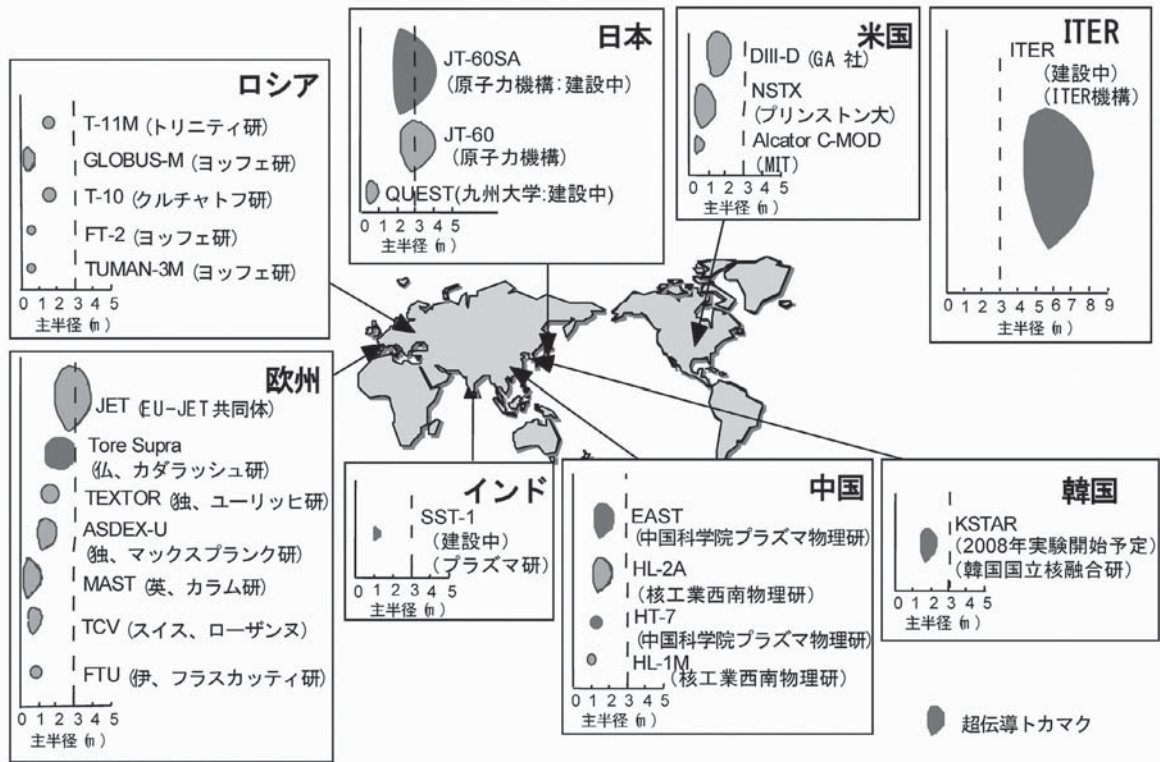 ロシア
T-11M (トリニティ研)
GLOBUS-M (ヨッフェ研)
T-10 (クルチャトフ研)
FT-2 (ヨッフェ研)
TUMAN-3M (ヨッフェ研)
0 1 2 3 4 5
主半径 (m)
日本
JT-60SA
(原子力機構:建設中)
JT-60
(原子力機構)
QUEST(九州大学:建設中)
0 1 2 3 4 5
主半径 (m)
米国
DIII-D (GA 社)
NSTX
(プリンストン大)
Alcator C-MOD
(MIT)
0 1 2 3 4 5
主半径 (m)
ITER
ITER
(建設中)
(ITER機構)
0 1 2 3 4 5 6 7 8 9
主半径 (m)
欧州
JET (EU-JET共同体)
Tore Supra
(仏、カダラッシュ研)
TEXTOR (独、ユーリッヒ研)
ASDEX-U
(独、マックスプランク研)
MAST (英、カラム研)
TCV (スイス、ローザンヌ)
FTU (伊、フラスカッティ研)
0 1 2 3 4 5
主半径 (m)
インド
SST-1
(建設中)
(プラズマ研)
0 1 2 3 4 5
主半径 (m)
中国
EAST
(中国科学院プラズマ物理研)
HL-2A
(核工業西南物理研)
HT-7
(中国科学院プラズマ物理研)
HL-1M
(核工業西南物理研)
0 1 2 3 4 5
主半径 (m)
韓国
KSTAR
(2008年実験開始予定)
(韓国国立核融合研)
0 1 2 3 4 5
主半径 (m)
超伝導トカマク